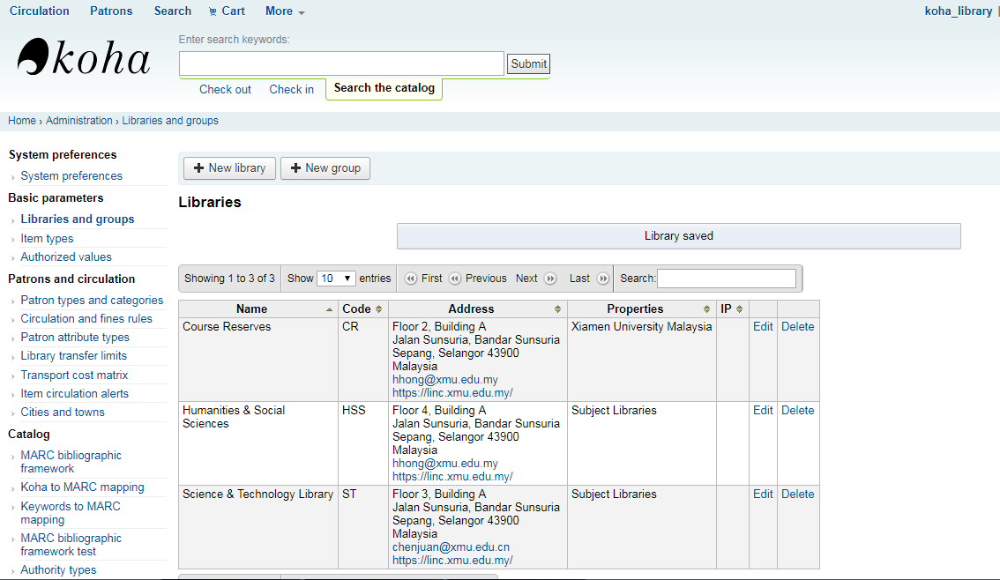 Circulation Patrons Search Cart More koha_library
koha
Enter search keywords:
Submit
Check out Check in Search the catalog
Home › Administration › Libraries and groups
System preferences
› System preferences
Basic parameters
› Libraries and groups
› Item types
› Authorized values
Patrons and circulation
› Patron types and categories
› Circulation and fines rules
› Patron attribute types
› Library transfer limits
› Transport cost matrix
› Item circulation alerts
› Cities and towns
Catalog
› MARC bibliographic
framework
› Koha to MARC mapping
› Keywords to MARC
mapping
› MARC bibliographic
framework test
› Authority types
+ New library + New group
Libraries
Library saved
Showing 1 to 3 of 3 Show 10 entries First Previous Next Last Search:
Name Code Address Properties IP
Course Reserves CR Floor 2, Building A Xiamen University Malaysia Edit Delete
Jalan Sunsuria, Bandar Sunsuria
Sepang, Selangor 43900
Malaysia
hhong@xmu.edu.my
https://linc.xmu.edu.my/
Humanities & Social HSS Floor 4, Building A Subject Libraries Edit Delete
Sciences Jalan Sunsuria, Bandar Sunsuria
Sepang, Selangor 43900
Malaysia
hhong@xmu.edu.my
https://linc.xmu.edu.my/
Science & Technology Library ST Floor 3, Building A Subject Libraries Edit Delete
Jalan Sunsuria, Bandar Sunsuria
Sepang, Selangor 43900
Malaysia
chenjuan@xmu.edu.cn
https://linc.xmu.edu.my/